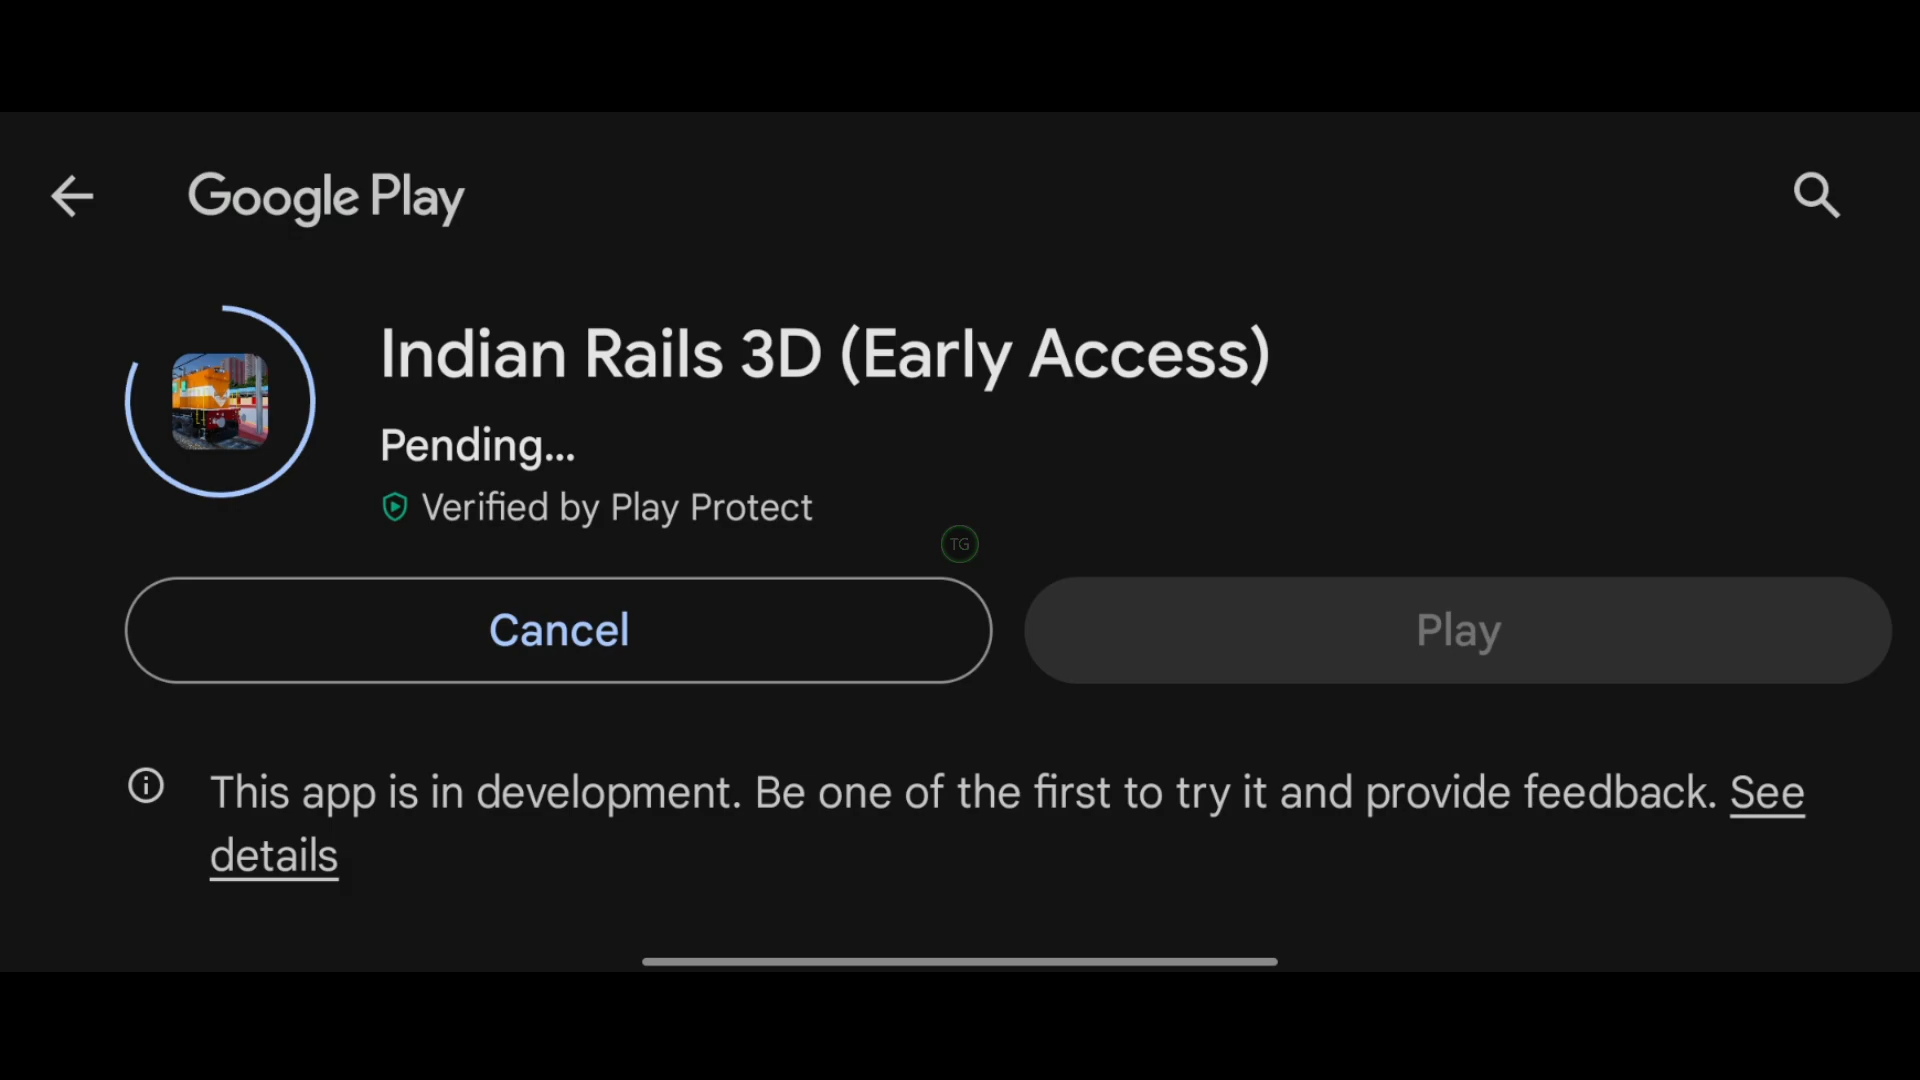 Google Play
Indian Rails 3D (Early Access)
Pending...
Verified by Play Protect
TG
Cancel
Play
This app is in development. Be one of the first to try it and provide feedback. See
details